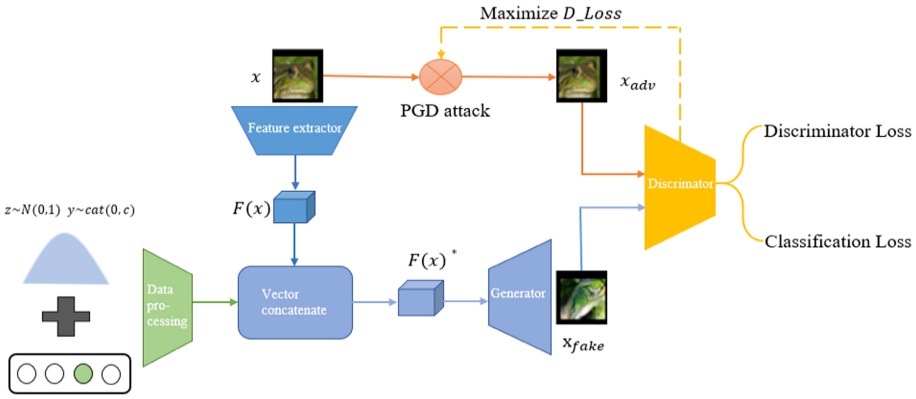 Maximize D_Loss
x
x_adv
PGD attack
Feature extractor
Discriminator Loss
Discrimator
F(x)
z~N(0,1) y~cat(0,c)
Classification Loss
F(x)*
Data
pro-
cessing
Vector
concatenate
Generator
x_fake